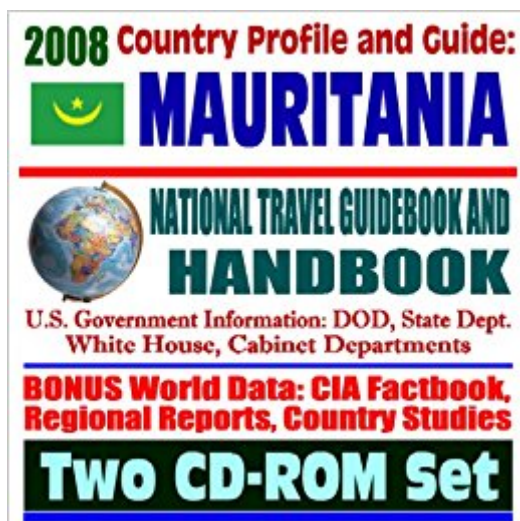 2008 Country Profile and Guide:
MAURITANIA
NATIONAL TRAVEL GUIDEBOOK AND
HANDBOOK
U.S. Government Information: DOD, State Dept.
White House, Cabinet Departments
BONUS World Data: CIA Factbook,
Regional Reports, Country Studies
Two CD-ROM Set